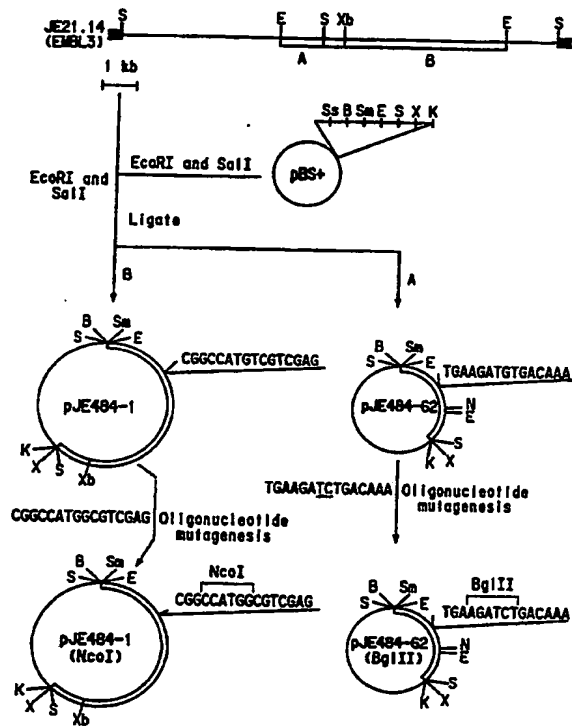 S E S Xb E S
JE21.14
(EMBL3)
A B
1 kb
Ss B Sm E S X K
pBS+
EcoRI and SalI
EcoRI and
SalI
Ligate
B A
B Sm
S E
CGGCCATGTCGTCGAG
pJE484-1
K
X S
Xb
B Sm
S E
TGAAGATGTGACAAA
pJE484-62
N
E
S
K X
CGGCCATGGCGTCGAG
Oligonucleotide
mutagenesis
TGAAGATCTGACAAA
Oligonucleotide
mutagenesis
B Sm
S E
NcoI
CGGCCATGGCGTCGAG
pJE484-1
(NcoI)
K
X S
Xb
B Sm
S E
BglII
TGAAGATCTGACAAA
pJE484-62
(BglII)
N
E
S
K X